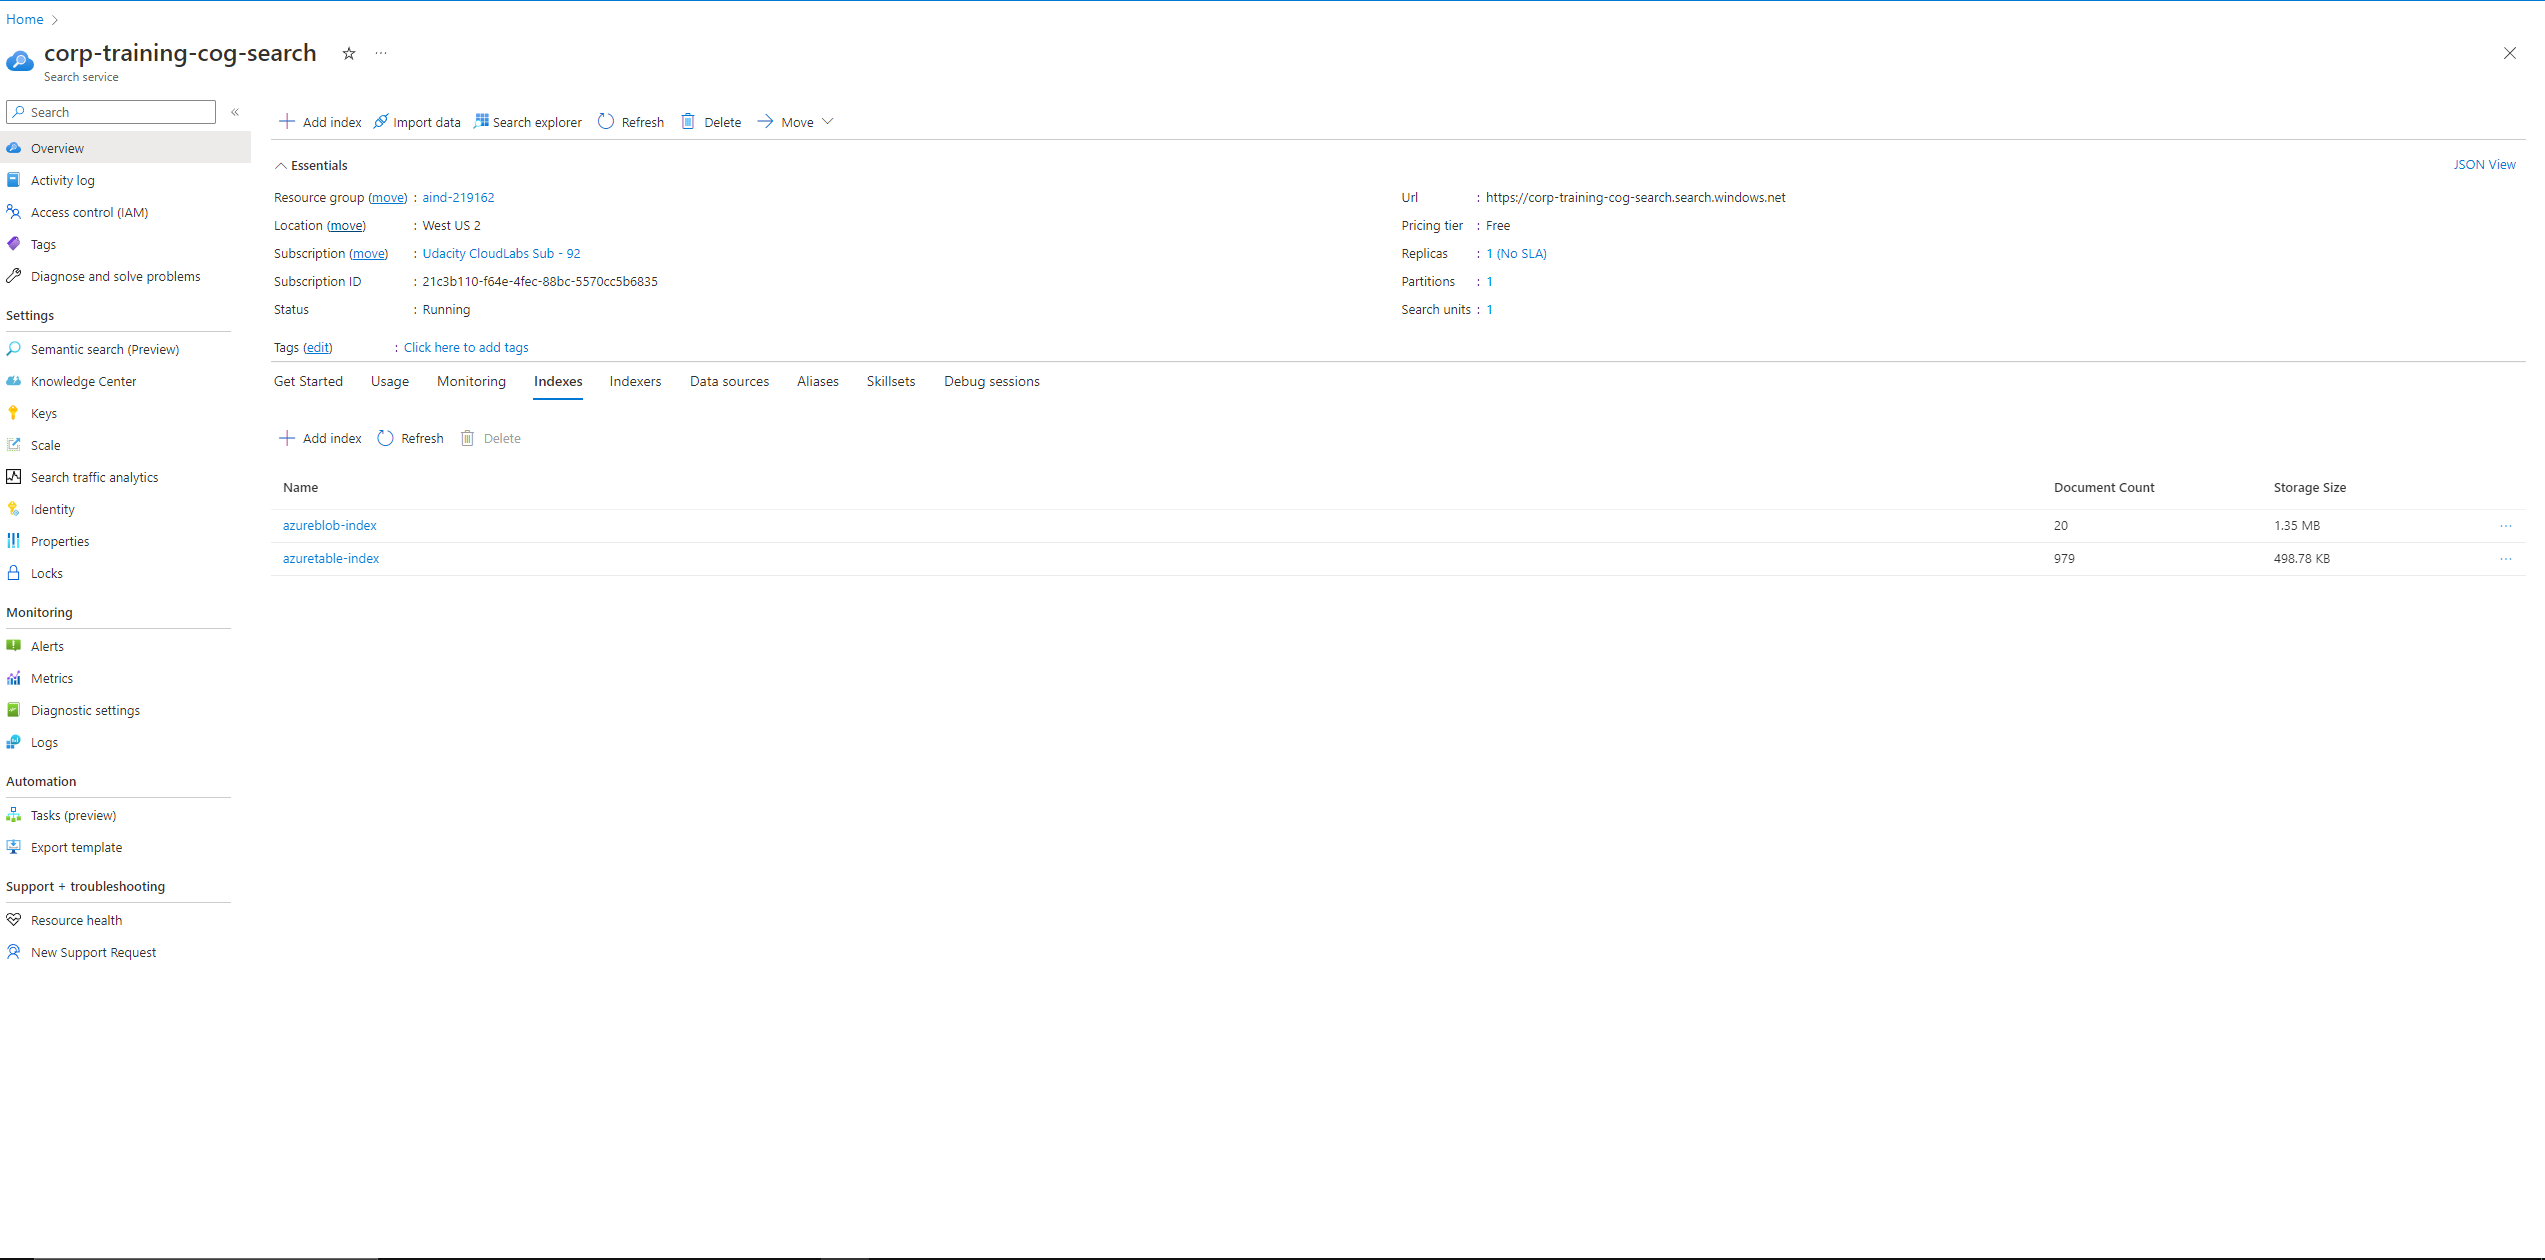 Home
corp-training-cog-search
Search service
Search
Overview
Activity log
Access control (IAM)
Tags
Diagnose and solve problems
Settings
Semantic search (Preview)
Knowledge Center
Keys
Scale
Search traffic analytics
Identity
Properties
Locks
Monitoring
Alerts
Metrics
Diagnostic settings
Logs
Automation
Tasks (preview)
Export template
Support + troubleshooting
Resource health
New Support Request
Add index Import data Search explorer Refresh Delete Move
Essentials
JSON View
Resource group (move) : aind-219162
Location (move) : West US 2
Subscription (move) : Udacity CloudLabs Sub - 92
Subscription ID : 21c3b110-f64e-4fec-88bc-5570cc5b6835
Status : Running
Url : https://corp-training-cog-search.search.windows.net
Pricing tier : Free
Replicas : 1 (No SLA)
Partitions : 1
Search units : 1
Tags (edit) : Click here to add tags
Get Started Usage Monitoring Indexes Indexers Data sources Aliases Skillsets Debug sessions
Add index Refresh Delete
Name Document Count Storage Size
azureblob-index 20 1.35 MB
azuretable-index 979 498.78 KB